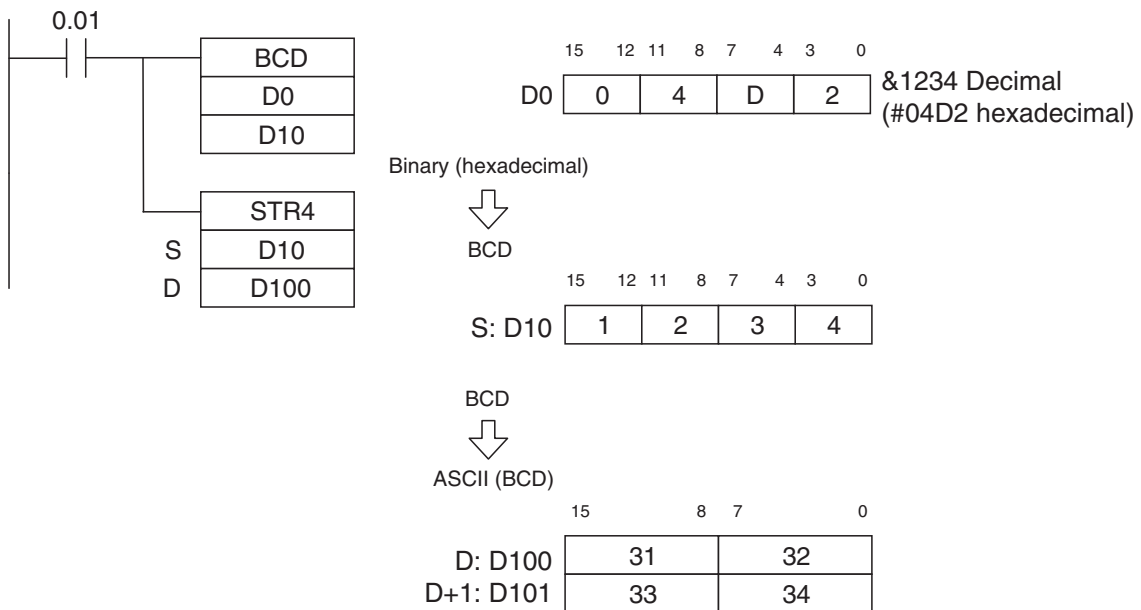 0.01
BCD
D0
D10
STR4
S D10
D D100
15 12 11 8 7 4 3 0
D0 0 4 D 2
&1234 Decimal
(#04D2 hexadecimal)
Binary (hexadecimal)
BCD
15 12 11 8 7 4 3 0
S: D10 1 2 3 4
BCD
ASCII (BCD)
15 8 7 0
D: D100 31 32
D+1: D101 33 34